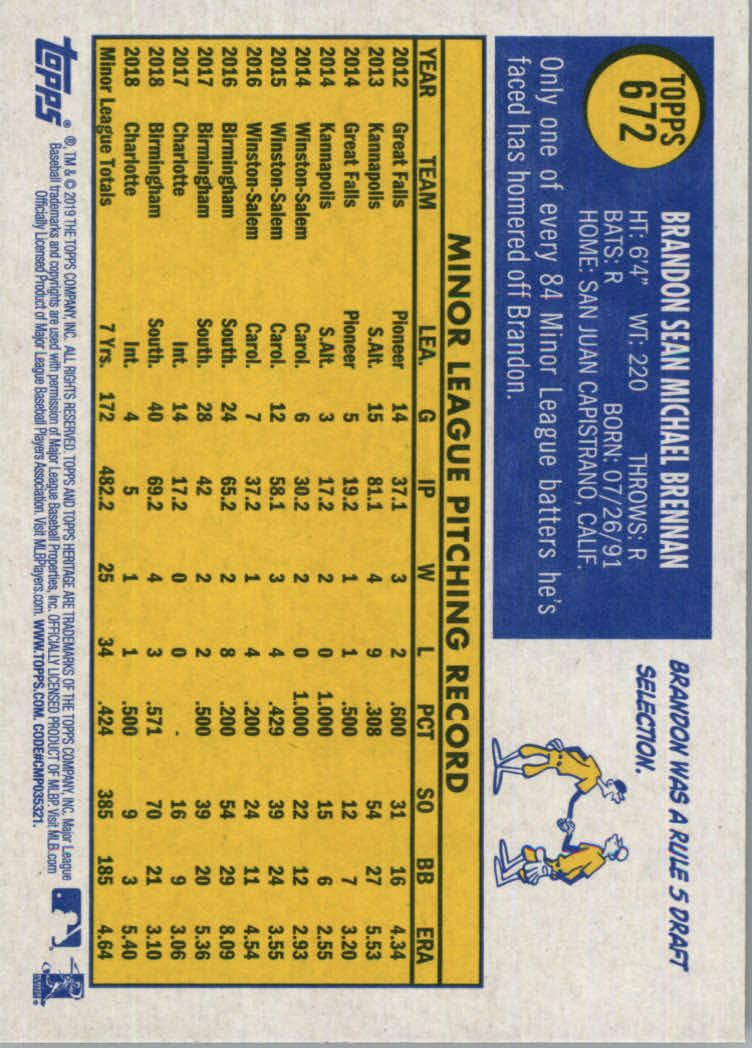 TOPPS
672
BRANDON SEAN MICHAEL BRENNAN
HT: 6'4" WT: 220 THROWS: R
BATS: R BORN: 07/26/91
HOME: SAN JUAN CAPISTRANO, CALIF.
Only one of every 84 Minor League batters he's
faced has homered off Brandon.
BRANDON WAS A RULE 5 DRAFT
SELECTION.
MINOR LEAGUE PITCHING RECORD
YEAR TEAM LEA. G IP W L PCT SO BB ERA
2012 Great Falls Pioneer 14 37.1 3 2 .600 31 16 4.34
2013 Kannapolis S.Alt. 15 81.1 4 9 .308 54 27 5.53
2014 Great Falls Pioneer 5 19.2 1 1 .500 12 7 3.20
2014 Kannapolis S.Alt. 3 17.2 2 0 1.000 15 6 2.55
2014 Winston-Salem Carol. 6 30.2 2 0 1.000 22 12 2.93
2015 Winston-Salem Carol. 12 58.1 3 4 .429 39 24 3.55
2016 Winston-Salem Carol. 7 37.2 1 4 .200 24 11 4.54
2016 Birmingham South. 24 65.2 2 8 .200 54 29 8.09
2017 Birmingham South. 28 42 2 2 .500 39 20 5.36
2017 Charlotte Int. 14 17.2 0 0 - 16 9 3.06
2018 Birmingham South. 40 69.2 4 3 .571 70 21 3.10
2018 Charlotte Int. 4 5 1 1 .500 9 3 5.40
Minor League Totals 7 Yrs. 172 482.2 25 34 .424 385 185 4.64
topps®
®, TM & © 2019 THE TOPPS COMPANY, INC. ALL RIGHTS RESERVED. TOPPS AND TOPPS HERITAGE ARE TRADEMARKS OF THE TOPPS COMPANY, INC. Major League
Baseball trademarks and copyrights are used with permission of Major League Baseball Properties, Inc. OFFICIALLY LICENSED PRODUCT OF MLBP. Visit MLB.com
Officially Licensed Product of Major League Baseball Players Association. Visit MLBPlayers.com. WWW.TOPPS.COM. CODE#CMP035321.